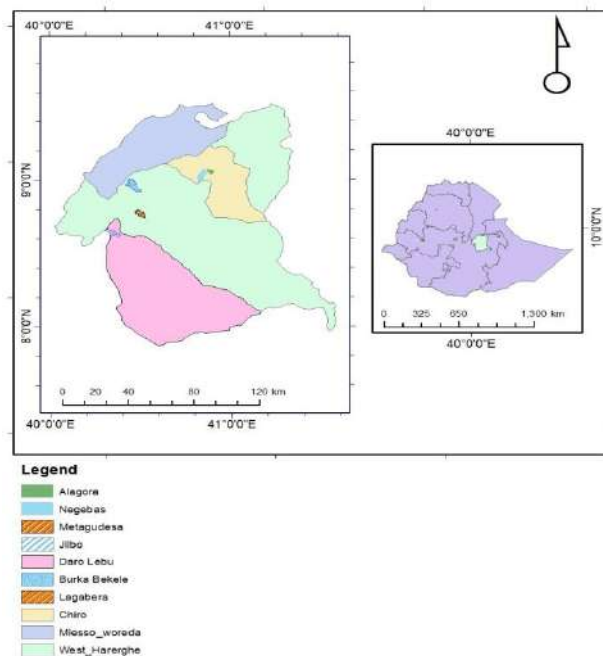 40°0'0"E 41°0'0"E
40°0'0"E
9°0'0"N
10°0'0"N
8°0'0"N
0 325 650 1,300 km
0 20 40 80 120 km
40°0'0"E
40°0'0"E 41°0'0"E
Legend
Alagora
Negebas
Metagudesa
Jilbo
Daro Lebu
Burka Bekele
Lagabera
Chiro
Miesso_woreda
West_Harerghe